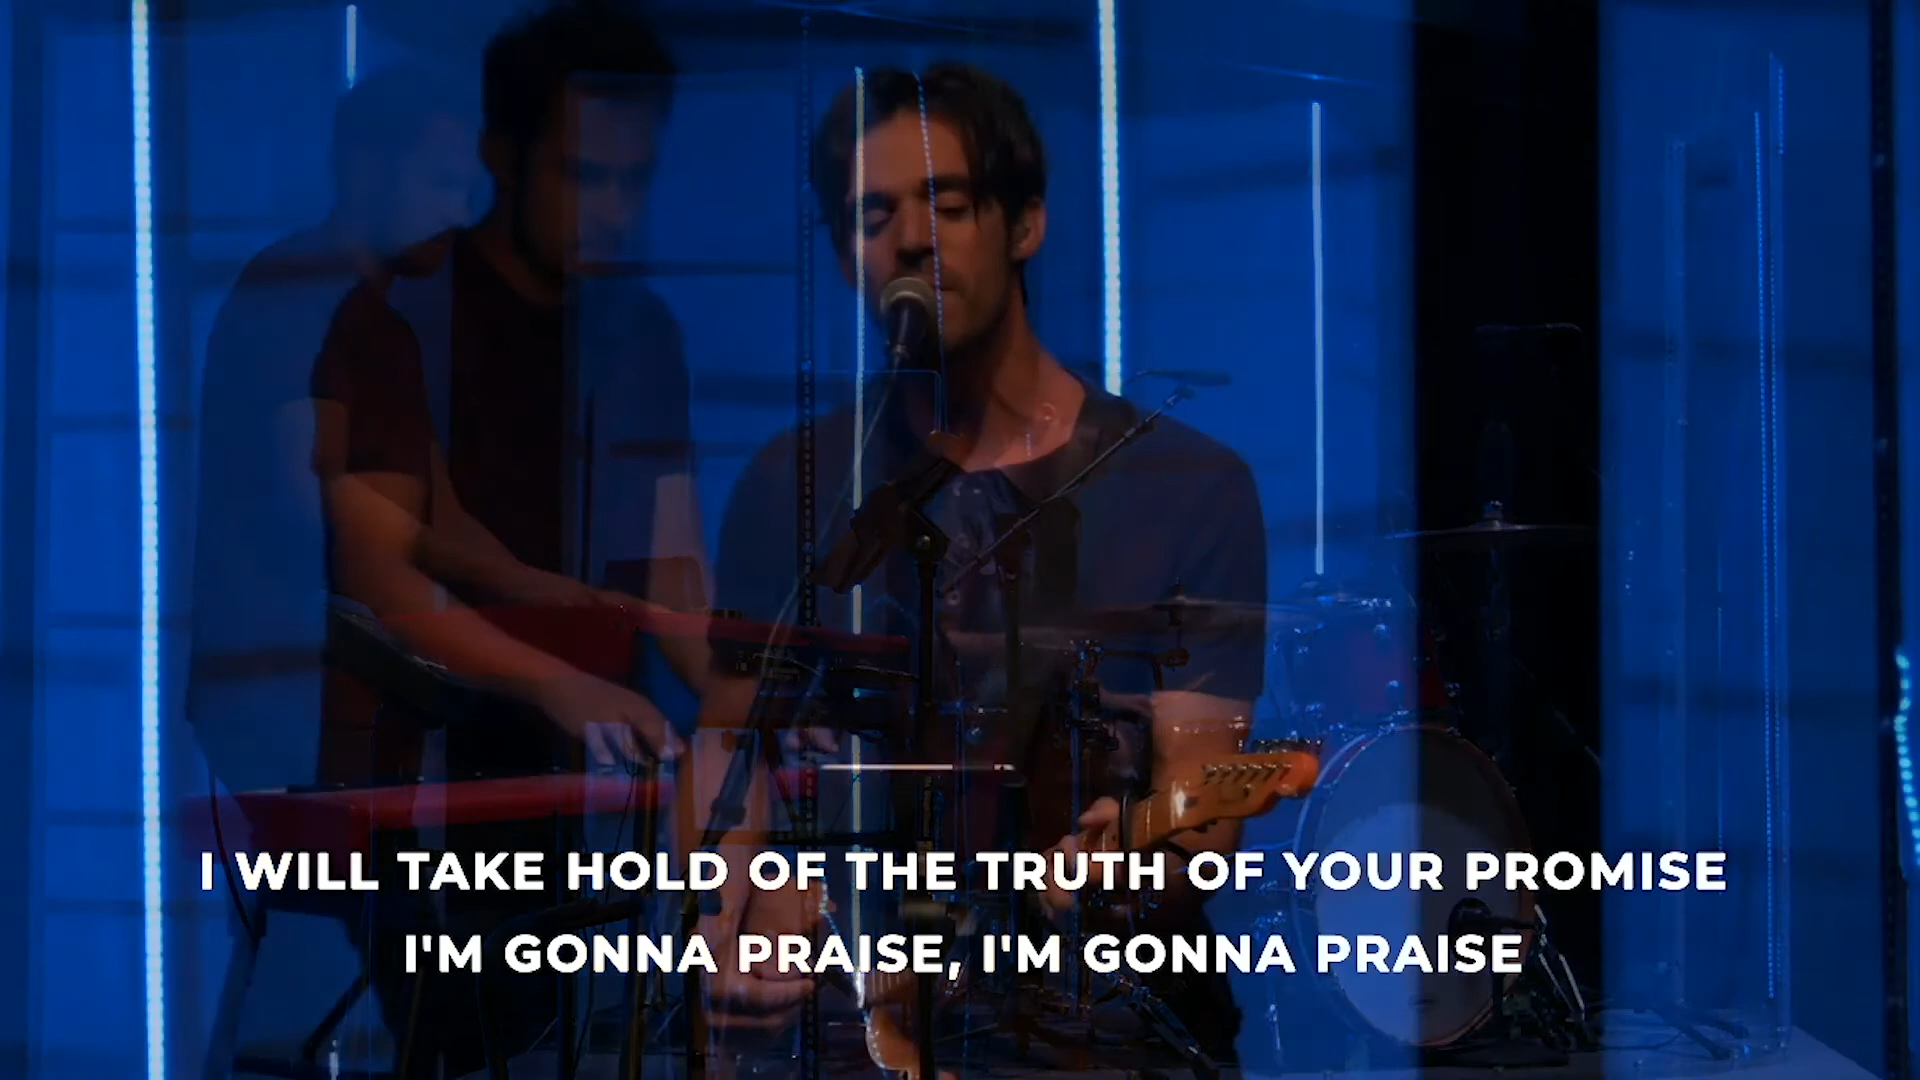 I WILL TAKE HOLD OF THE TRUTH OF YOUR PROMISE
I'M GONNA PRAISE, I'M GONNA PRAISE